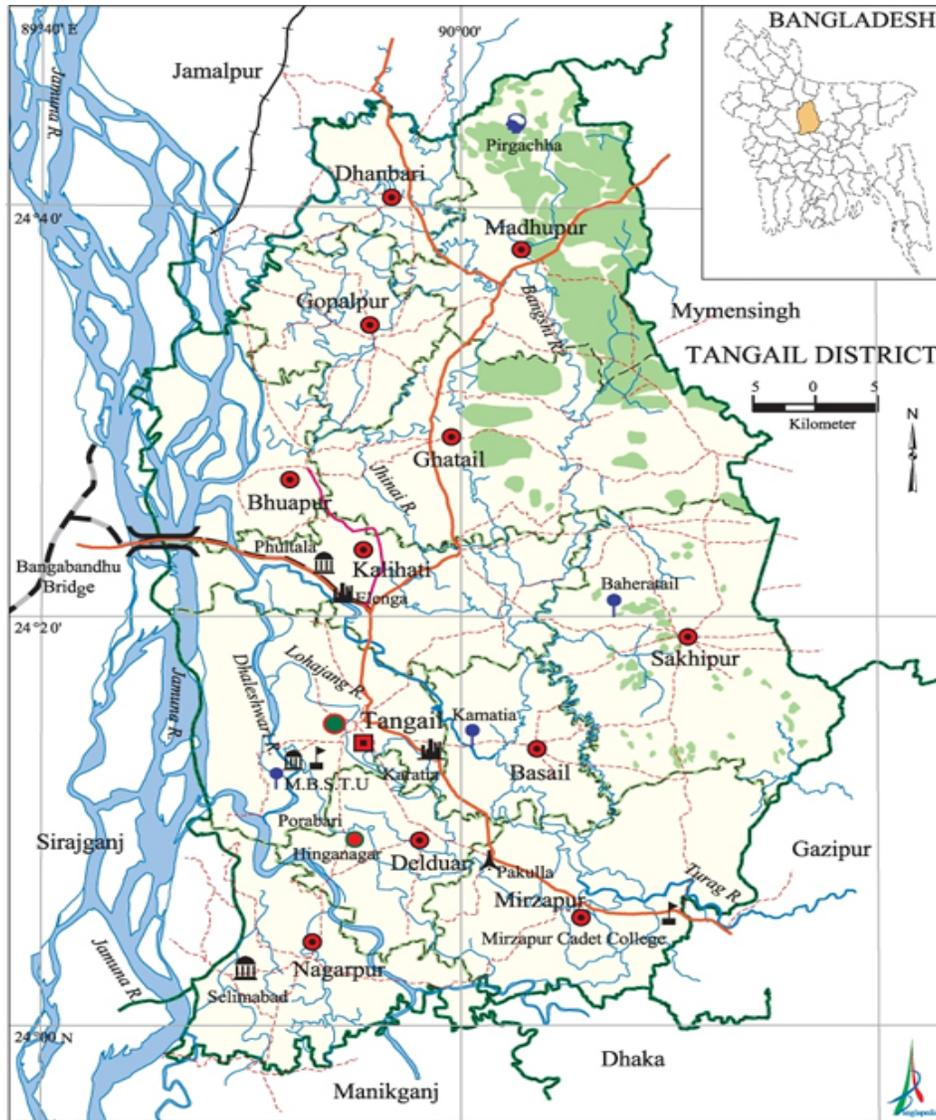 89°40' E
90°00'
BANGLADESH
Jamuna R.
Jamalpur
Pirgachha
Dhanbari
24°40'
Madhupur
Gopalpur
Bangshi R.
Mymensingh
TANGAIL DISTRICT
5 0 5
Kilometer
N
Ghatail
Jhinai R.
Bhuapur
Phultala
Kalihati
Bangabandhu
Bridge
Elenga
Baheratail
24°20'
Sakhipur
Lohajang R.
Dhaleshwari R.
Jamuna R.
Tangail
Kamatia
Basail
Karatia
M.B.S.T.U
Porabari
Sirajganj
Hinganagar
Delduar
Gazipur
Pakulla
Turag R.
Mirzapur
Mirzapur Cadet College
Jamuna R.
Nagarpur
Selimabad
24°00 N
Dhaka
Manikganj